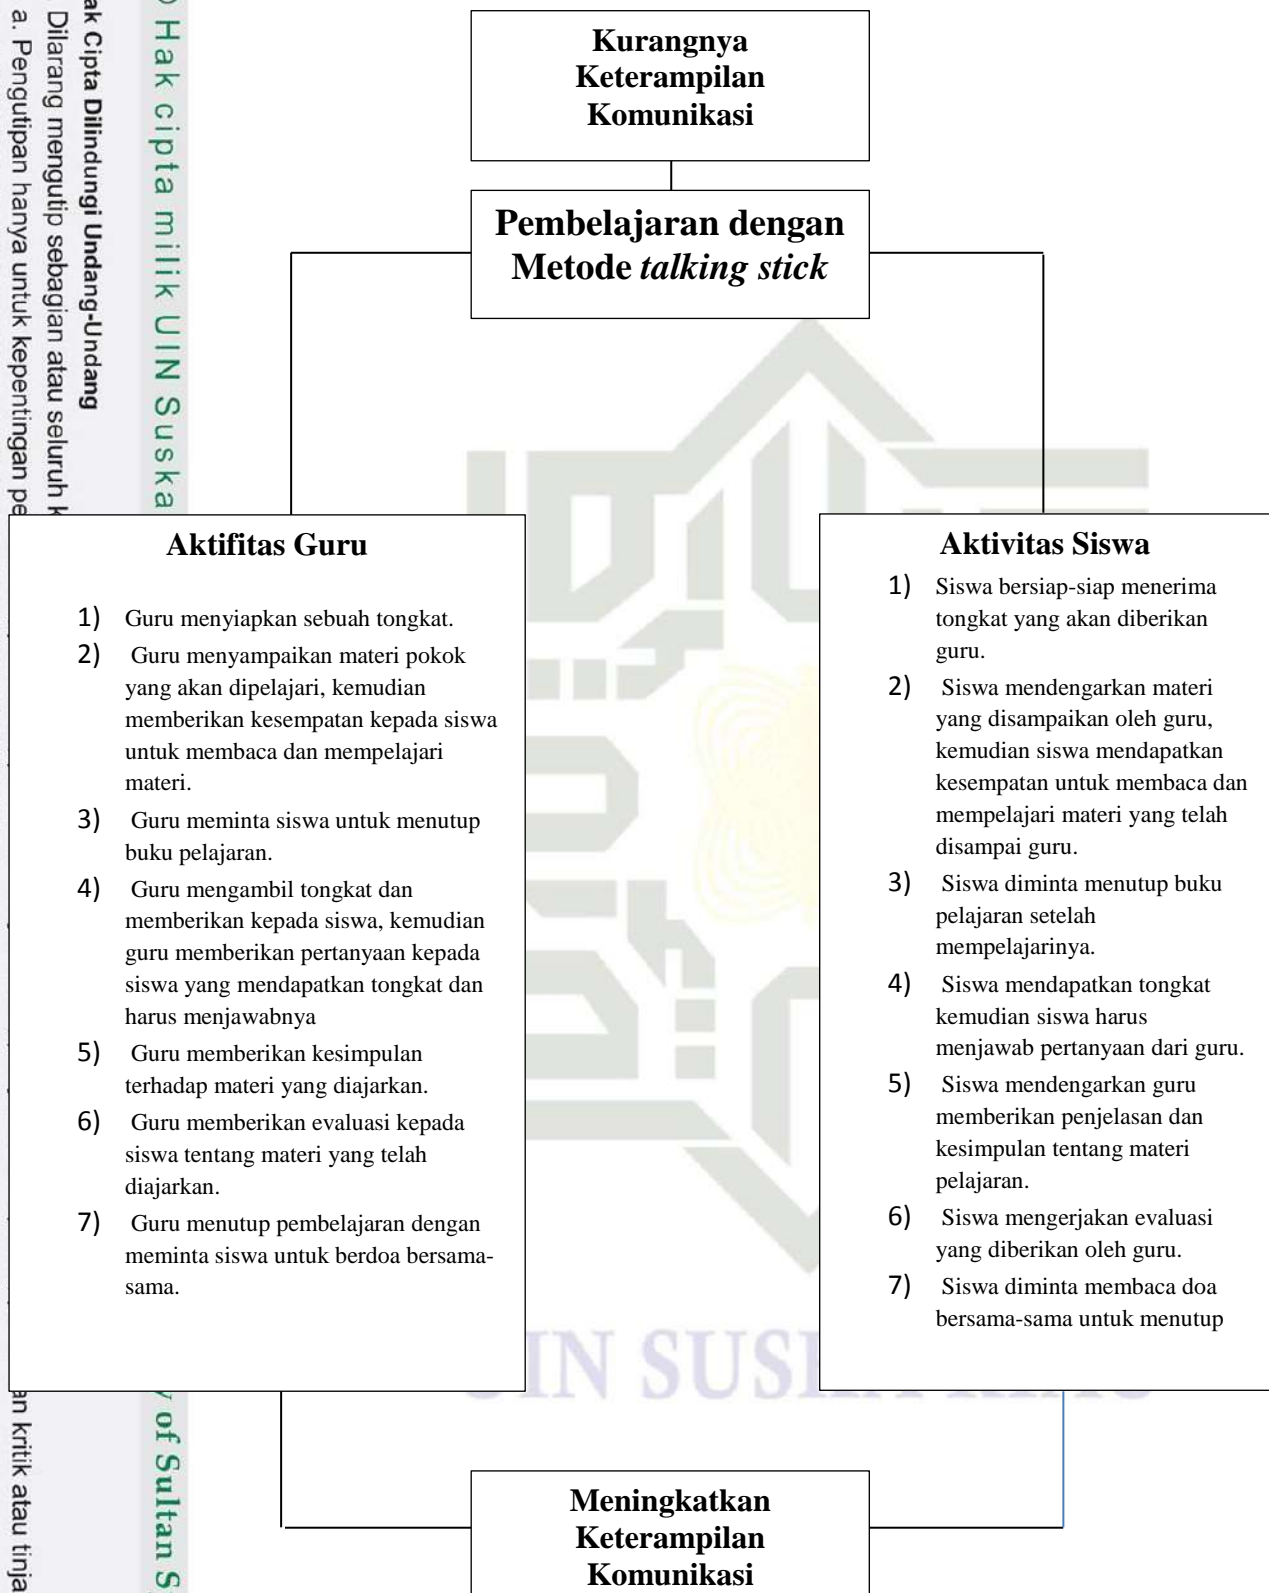 Kurangnya
Keterampilan
Komunikasi
Pembelajaran dengan
Metode talking stick
Aktifitas Guru
1) Guru menyiapkan sebuah tongkat.
2) Guru menyampaikan materi pokok
yang akan dipelajari, kemudian
memberikan kesempatan kepada siswa
untuk membaca dan mempelajari
materi.
3) Guru meminta siswa untuk menutup
buku pelajaran.
4) Guru mengambil tongkat dan
memberikan kepada siswa, kemudian
guru memberikan pertanyaan kepada
siswa yang mendapatkan tongkat dan
harus menjawabnya
5) Guru memberikan kesimpulan
terhadap materi yang diajarkan.
6) Guru memberikan evaluasi kepada
siswa tentang materi yang telah
diajarkan.
7) Guru menutup pembelajaran dengan
meminta siswa untuk berdoa bersama-
sama.
Aktivitas Siswa
1) Siswa bersiap-siap menerima
tongkat yang akan diberikan
guru.
2) Siswa mendengarkan materi
yang disampaikan oleh guru,
kemudian siswa mendapatkan
kesempatan untuk membaca dan
mempelajari materi yang telah
disampai guru.
3) Siswa diminta menutup buku
pelajaran setelah
mempelajarinya.
4) Siswa mendapatkan tongkat
kemudian siswa harus
menjawab pertanyaan dari guru.
5) Siswa mendengarkan guru
memberikan penjelasan dan
kesimpulan tentang materi
pelajaran.
6) Siswa mengerjakan evaluasi
yang diberikan oleh guru.
7) Siswa diminta membaca doa
bersama-sama untuk menutup
Meningkatkan
Keterampilan
Komunikasi
Hak cipta milik UIN Suska
of Sultan
Cipta Dilindungi Undang-Undang
Dilarang mengutip sebagian atau seluruh
a. Pengutipan hanya untuk kepentingan
kritik atau
UIN SUSKA